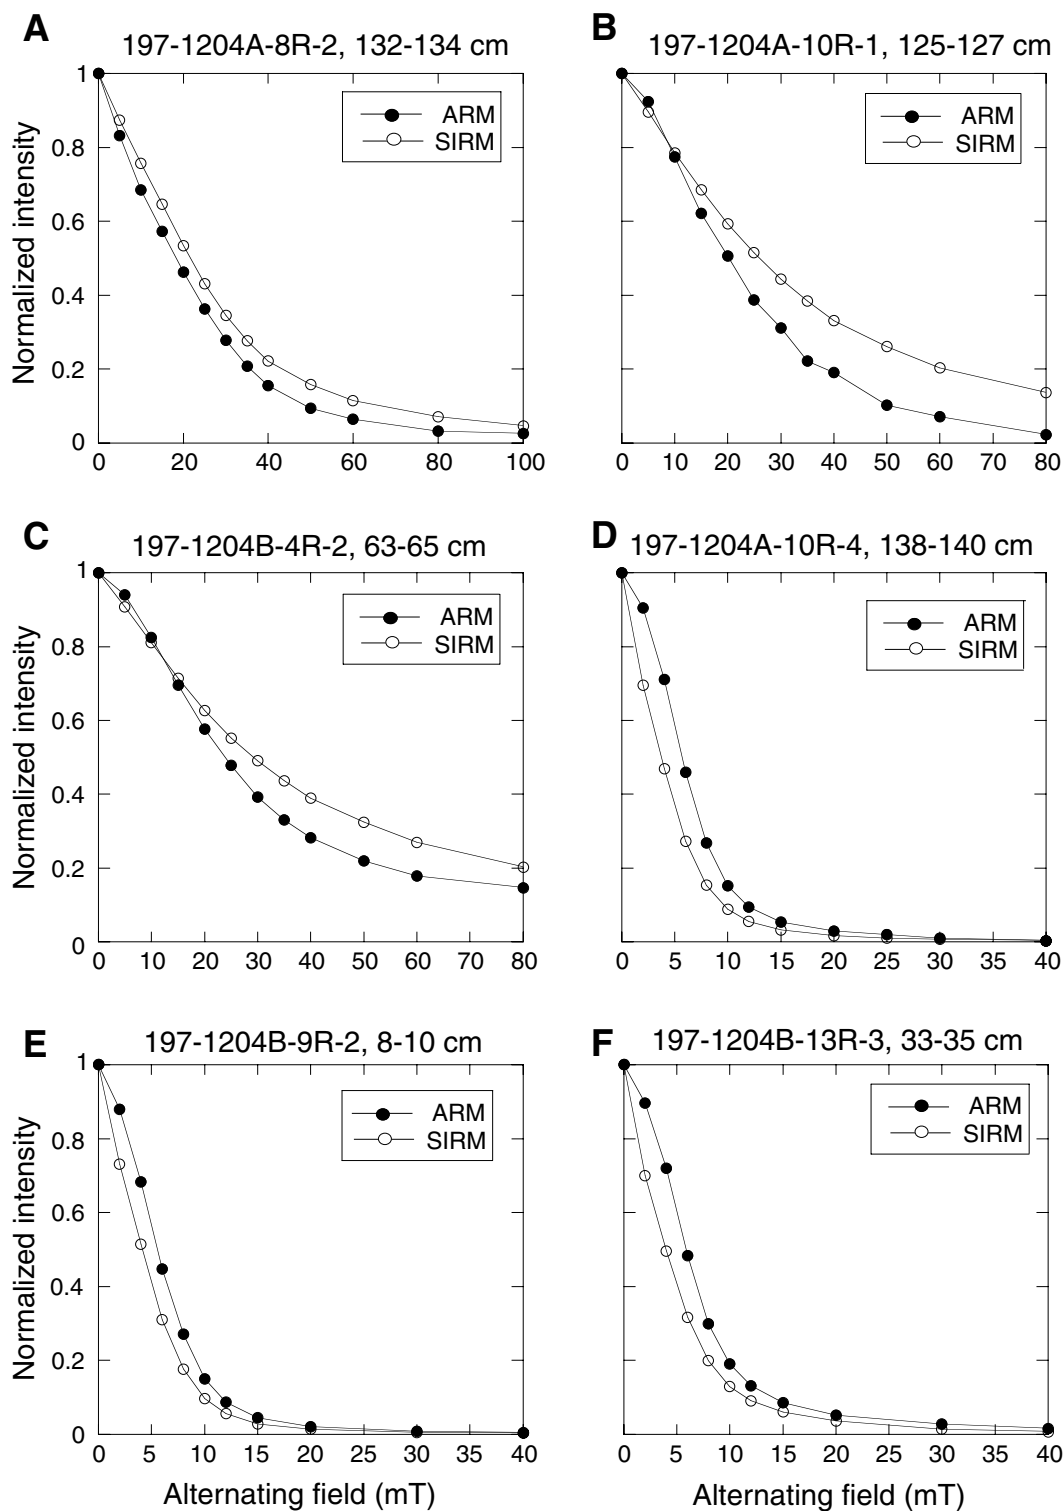 A
197-1204A-8R-2, 132-134 cm
1
0.8
0.6
0.4
0.2
0
Normalized intensity
ARM
SIRM
0 20 40 60 80 100
B
197-1204A-10R-1, 125-127 cm
ARM
SIRM
0 10 20 30 40 50 60 70 80
C
197-1204B-4R-2, 63-65 cm
1
0.8
0.6
0.4
0.2
0
Normalized intensity
ARM
SIRM
0 10 20 30 40 50 60 70 80
D
197-1204A-10R-4, 138-140 cm
ARM
SIRM
0 5 10 15 20 25 30 35 40
E
197-1204B-9R-2, 8-10 cm
1
0.8
0.6
0.4
0.2
0
Normalized intensity
ARM
SIRM
0 5 10 15 20 25 30 35 40
Alternating field (mT)
F
197-1204B-13R-3, 33-35 cm
ARM
SIRM
0 5 10 15 20 25 30 35 40
Alternating field (mT)